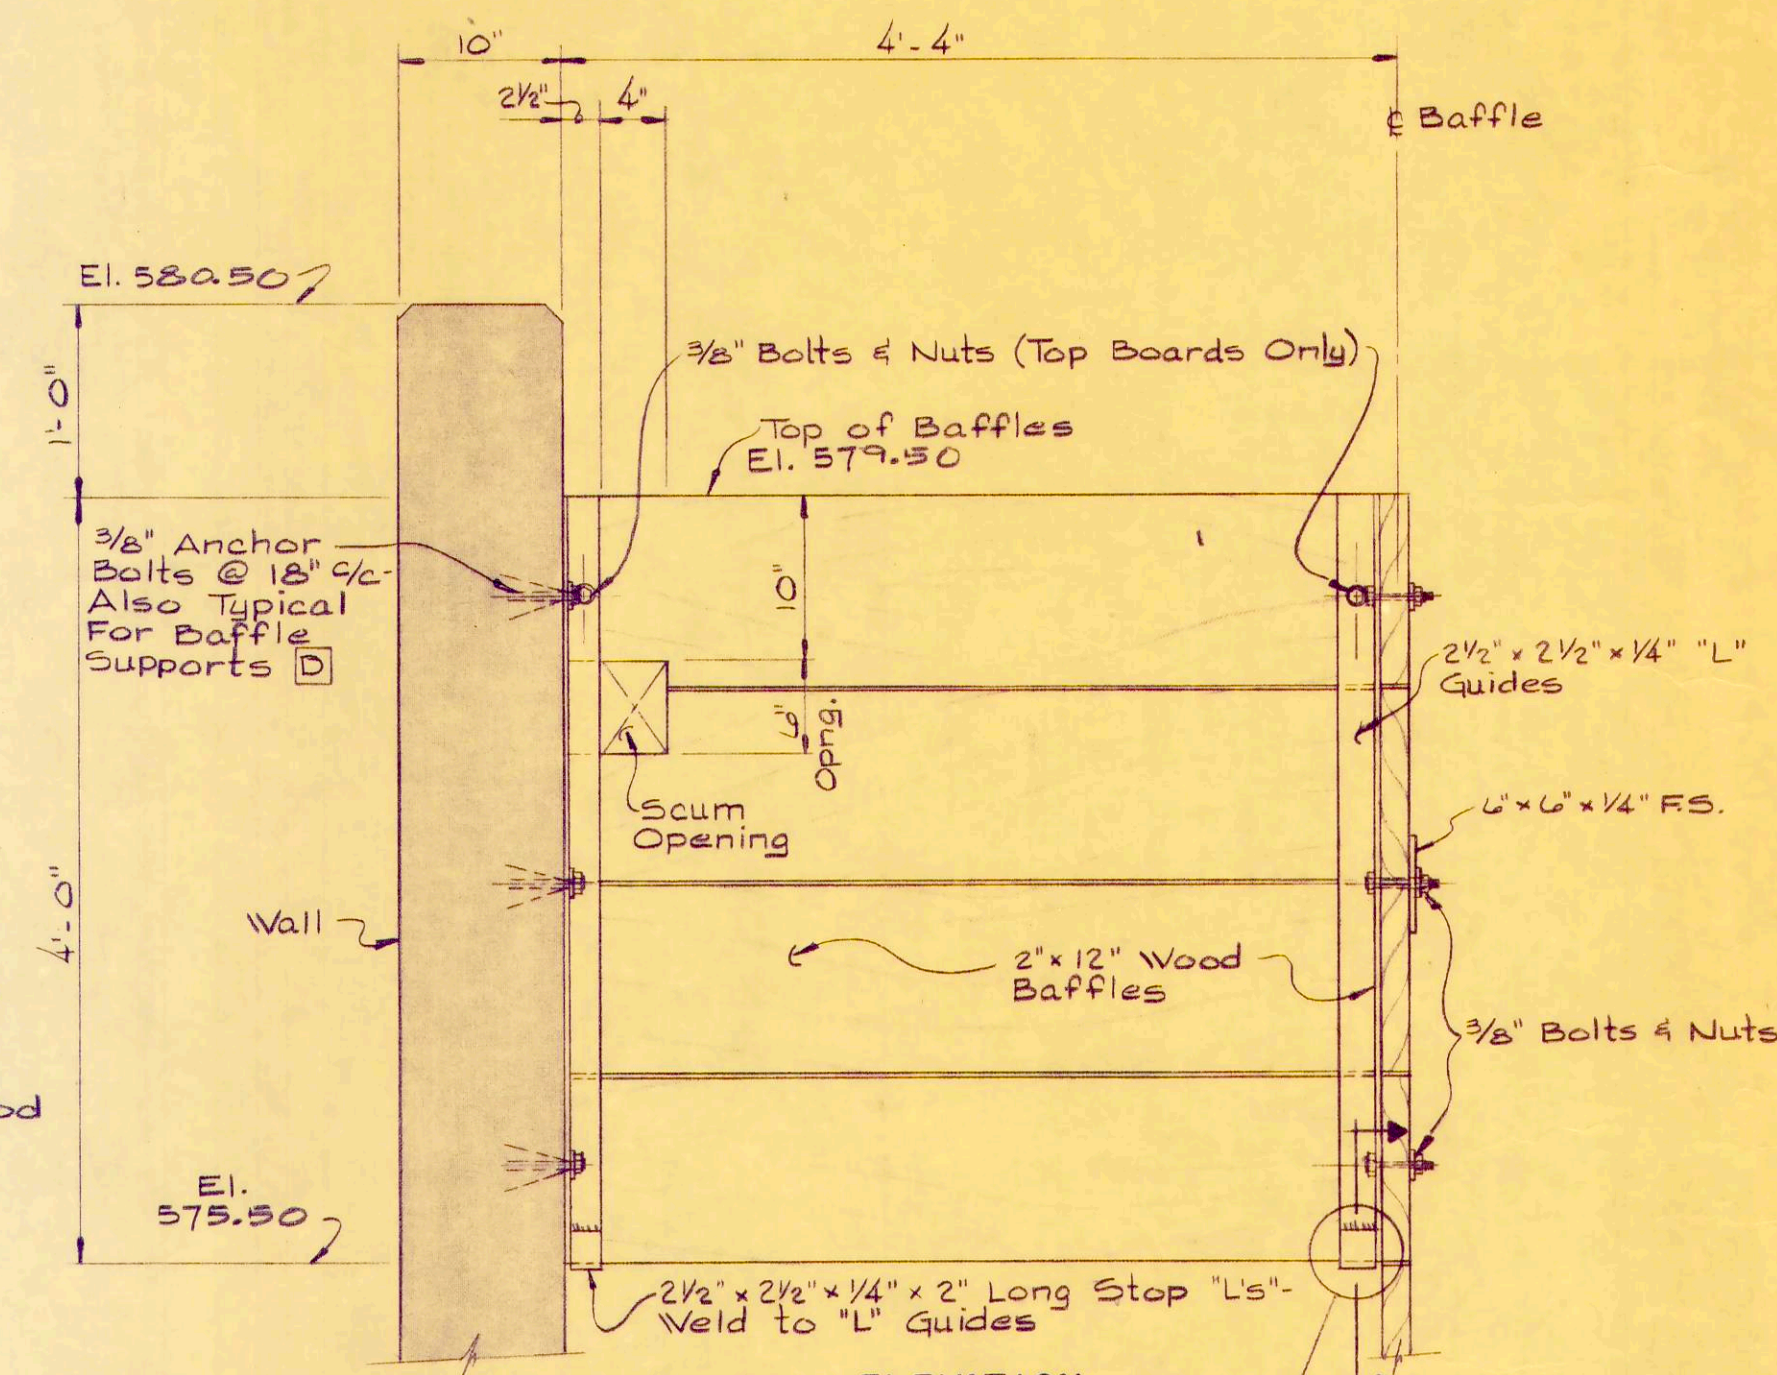 10"
4'-4"
2½"
4"
℄ Baffle
El. 580.50
1'-0"
3/8" Bolts & Nuts (Top Boards Only)
Top of Baffles
El. 579.50
3/8" Anchor
Bolts @ 18" c/c-
Also Typical
For Baffle
Supports D
10"
2½" x 2½" x ¼" "L"
Guides
6"
Opng.
Scum
Opening
6" x 6" x ¼" F.S.
4'-0"
Wall
2" x 12" Wood
Baffles
3/8" Bolts & Nuts
od
El.
575.50
2½" x 2½" x ¼" x 2" Long Stop "L's"-
Weld to "L" Guides